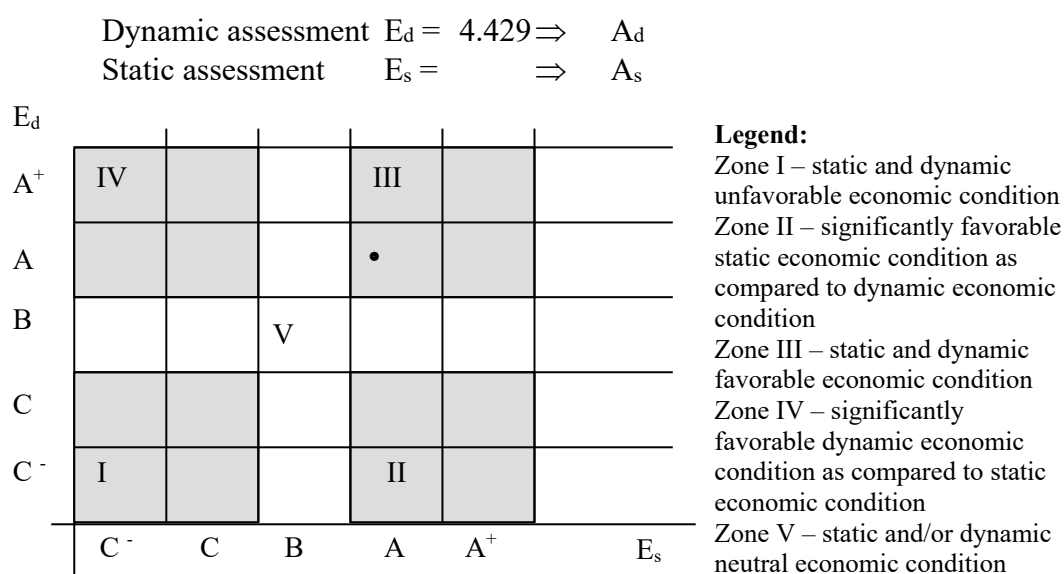 Dynamic assessment E_d = 4.429 ⇒ A_d
Static assessment E_s = ⇒ A_s
E_d
A⁺
A
B
C
C ⁻
IV
III
V
I
II
C ⁻ C B A A⁺ E_s
Legend:
Zone I – static and dynamic
unfavorable economic condition
Zone II – significantly favorable
static economic condition as
compared to dynamic economic
condition
Zone III – static and dynamic
favorable economic condition
Zone IV – significantly
favorable dynamic economic
condition as compared to static
economic condition
Zone V – static and/or dynamic
neutral economic condition